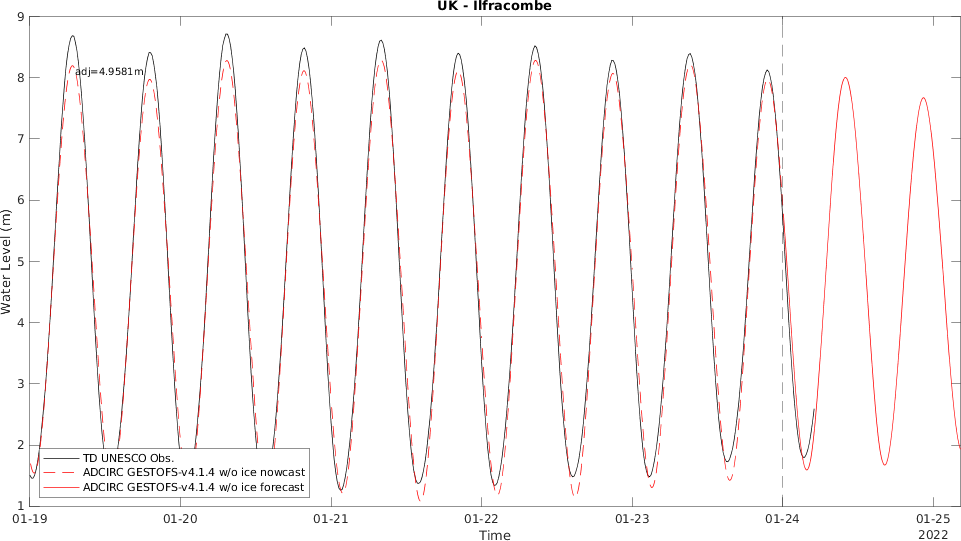 UK - Ilfracombe
9
8
7
6
5
4
3
2
1
Water Level (m)
adj=4.9581m
TD UNESCO Obs.
ADCIRC GESTOFS-v4.1.4 w/o ice nowcast
ADCIRC GESTOFS-v4.1.4 w/o ice forecast
01-19 01-20 01-21 01-22 01-23 01-24 01-25
Time
2022